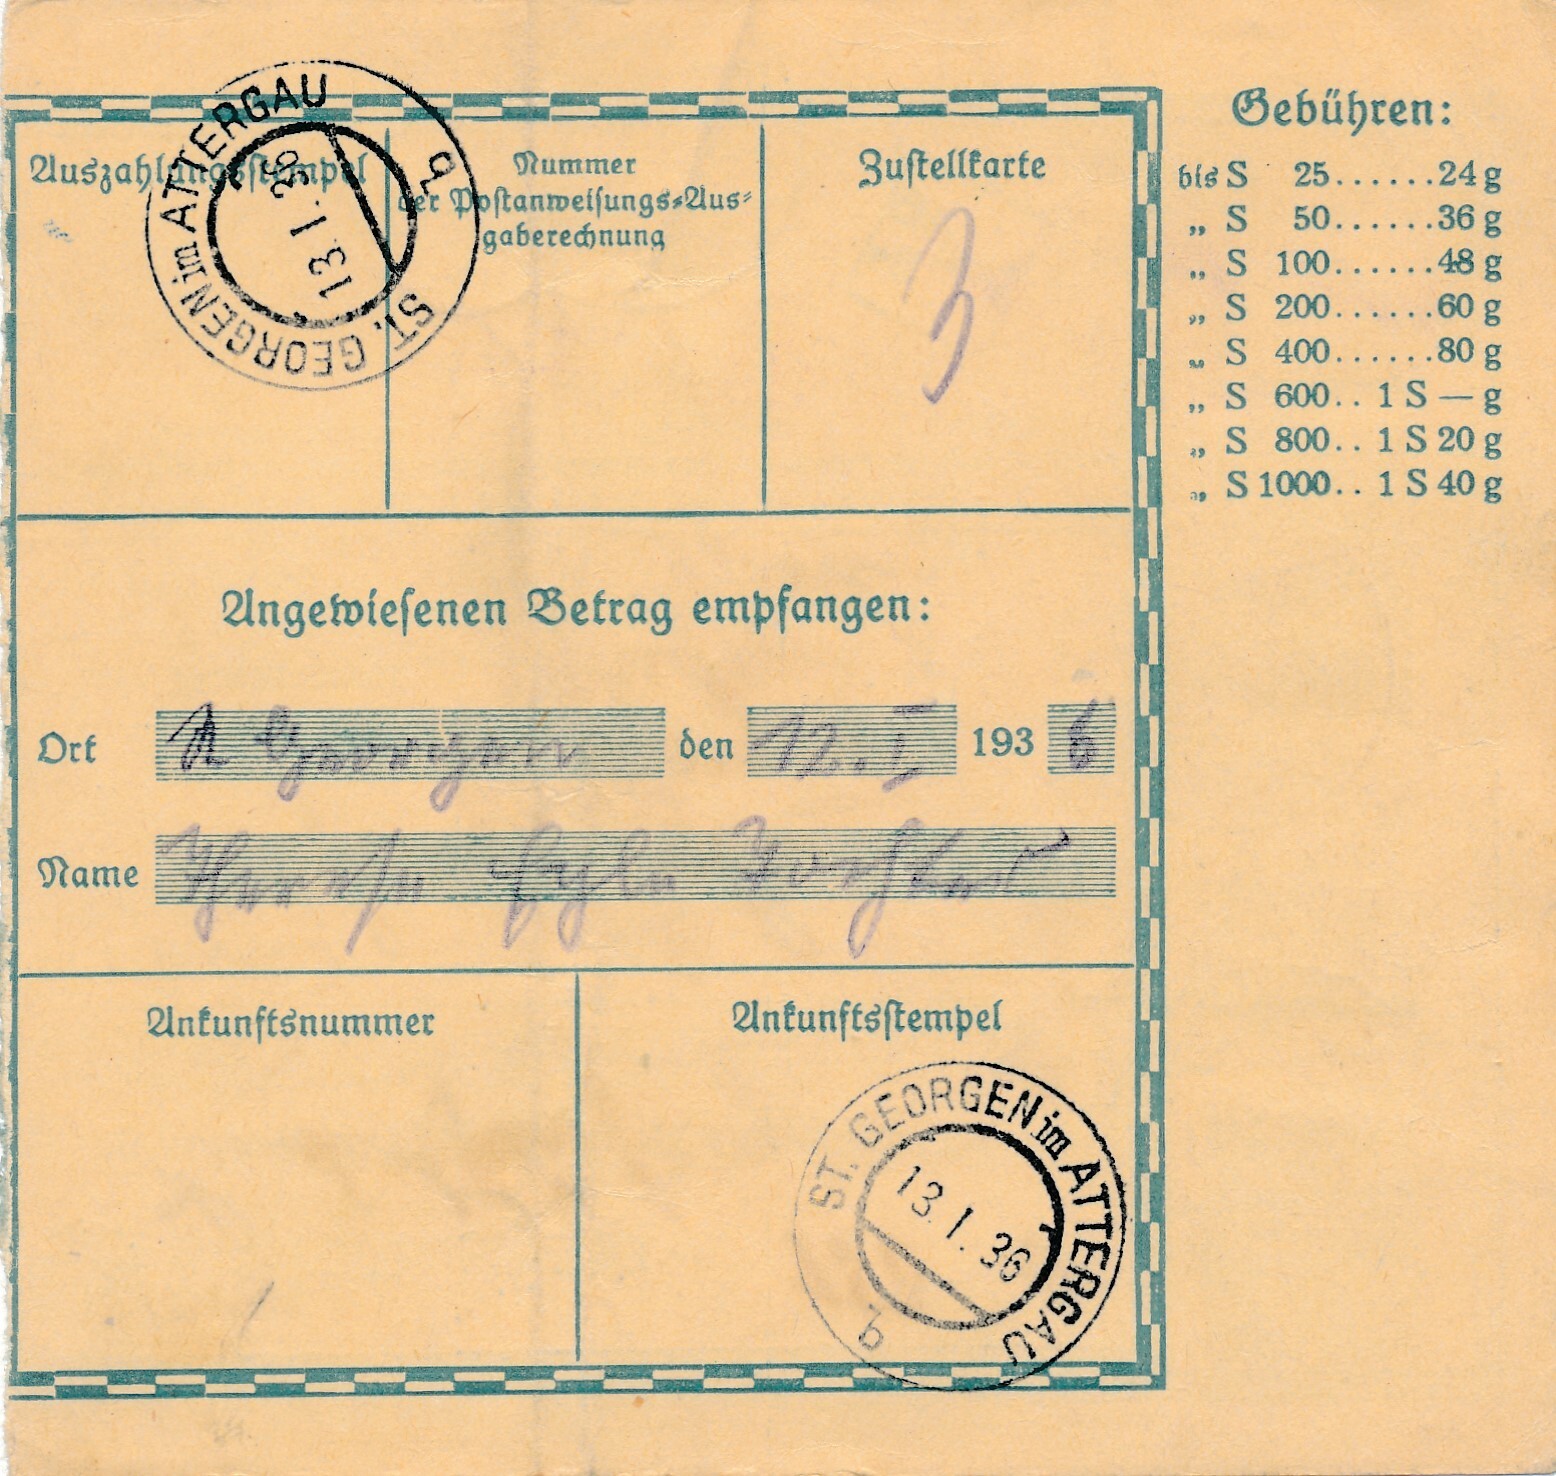 Auszahlungsstempel
Nummer
der Postanweisungs-Aus-
gaberechnung
Zustellkarte
3
ST. GEORGEN im ATTERGAU
13. I. 36
b
Gebühren:
bis S 25......24 g
„ S 50......36 g
„ S 100......48 g
„ S 200......60 g
„ S 400......80 g
„ S 600.. 1 S — g
„ S 800.. 1 S 20 g
„ S 1000.. 1 S 40 g
Angewiesenen Betrag empfangen:
Ort Georgen den 193 6
Name
Ankunftsnummer
Ankunftsstempel
ST. GEORGEN im ATTERGAU
13. I. 36
b